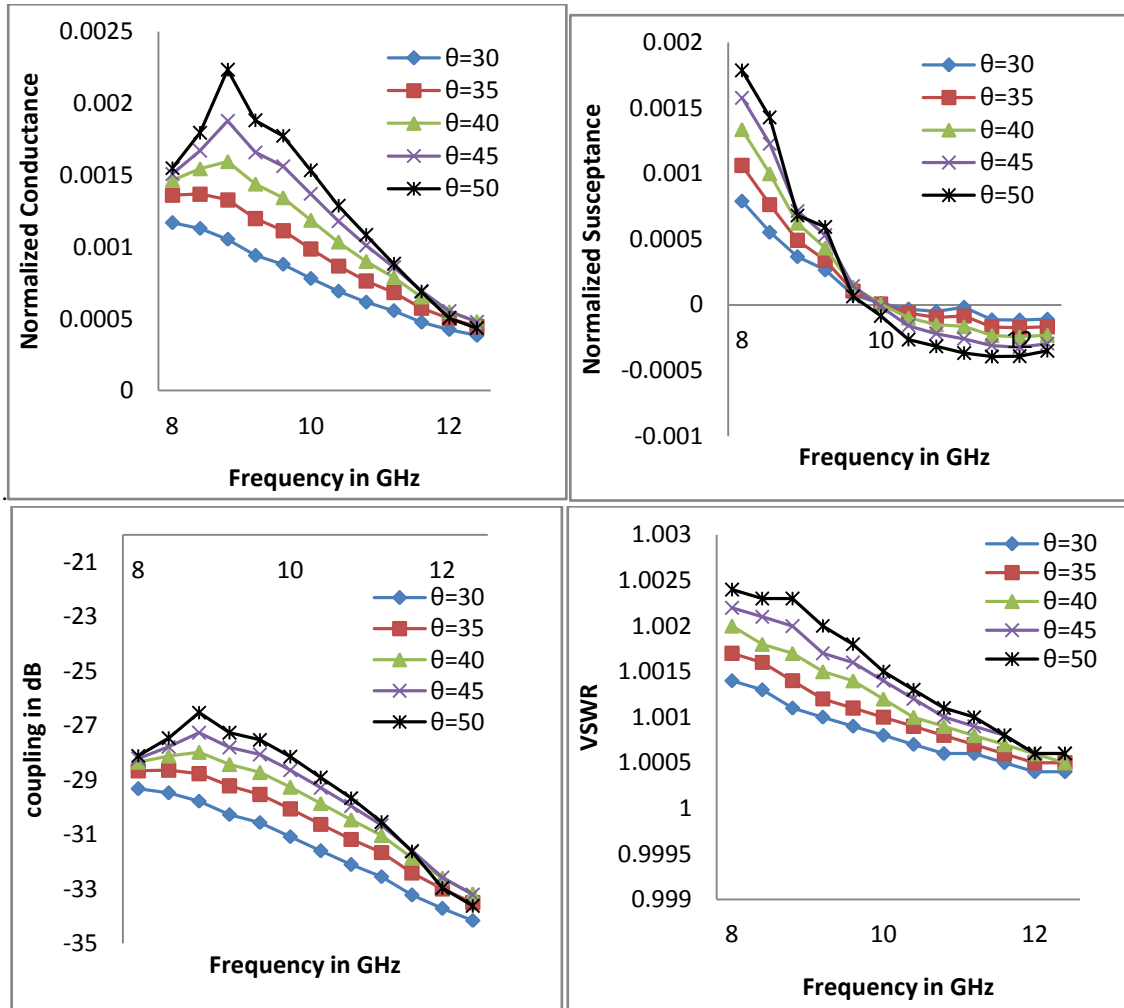 0.0025
0.002
0.0015
0.001
0.0005
0
Normalized Conductance
8 10 12
Frequency in GHz
θ=30
θ=35
θ=40
θ=45
θ=50
0.002
0.0015
0.001
0.0005
0
-0.0005
-0.001
Normalized Susceptance
8 10 12
Frequency in GHz
θ=30
θ=35
θ=40
θ=45
θ=50
.
-21
-23
-25
-27
-29
-31
-33
-35
coupling in dB
8 10 12
Frequency in GHz
θ=30
θ=35
θ=40
θ=45
θ=50
1.003
1.0025
1.002
1.0015
1.001
1.0005
1
0.9995
0.999
VSWR
8 10 12
Frequency in GHz
θ=30
θ=35
θ=40
θ=45
θ=50